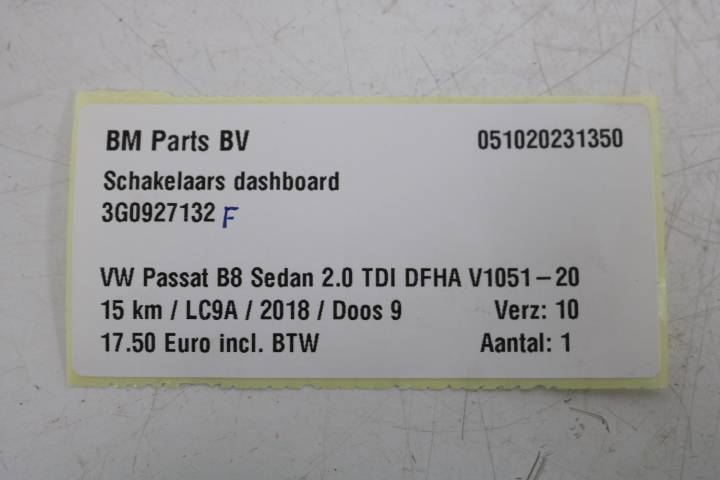 BM Parts BV 051020231350
Schakelaars dashboard
3G0927132 F
VW Passat B8 Sedan 2.0 TDI DFHA V1051-20
15 km / LC9A / 2018 / Doos 9 Verz: 10
17.50 Euro incl. BTW Aantal: 1